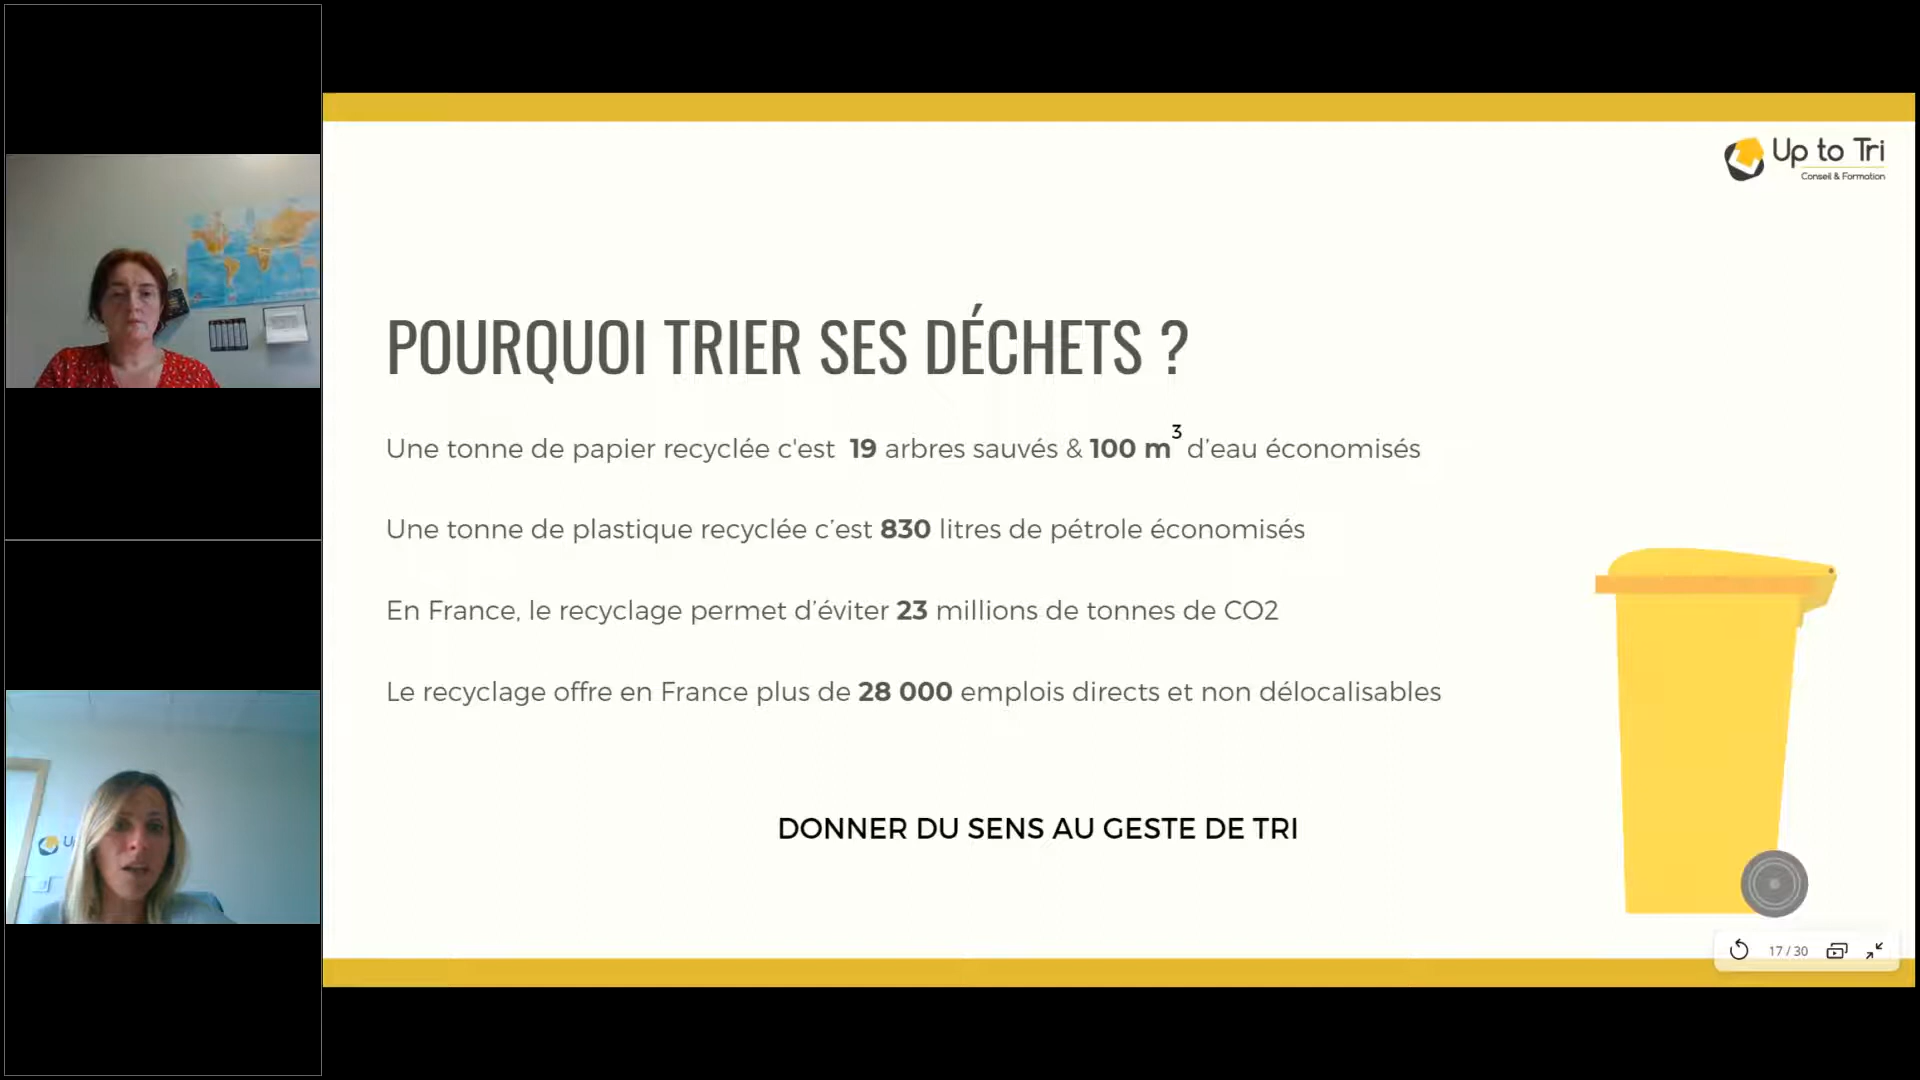 Up to Tri
Conseil & Formation
POURQUOI TRIER SES DÉCHETS ?
Une tonne de papier recyclée c'est 19 arbres sauvés & 100 m³ d’eau économisés
Une tonne de plastique recyclée c’est 830 litres de pétrole économisés
En France, le recyclage permet d’éviter 23 millions de tonnes de CO2
Le recyclage offre en France plus de 28 000 emplois directs et non délocalisables
DONNER DU SENS AU GESTE DE TRI
17 / 30